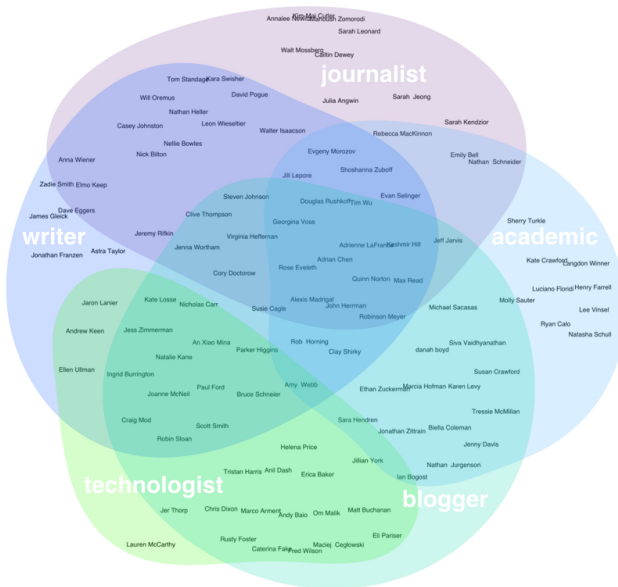 Kim-Mai Cutler
Annalee Newitz Manoush Zomorodi
Sarah Leonard
Walt Mossberg
Caitlin Dewey
journalist
Tom Standage Kara Swisher
Will Oremus
David Pogue
Julia Angwin
Sarah Jeong
Nathan Heller
Casey Johnston
Leon Wieseltier
Walter Isaacson
Sarah Kendzior
Rebecca MacKinnon
Nellie Bowles
Nick Bilton
Evgeny Morozov
Emily Bell
Nathan Schneider
Anna Wiener
Shoshanna Zuboff
Jill Lepore
Zadie Smith Elmo Keep
Steven Johnson
Evan Selinger
Douglas Rushkoff Tim Wu
Dave Eggers
James Gleick
Clive Thompson
Georgina Voss
Sherry Turkle
writer
Jeremy Rifkin
Virginia Heffernan
Jeff Jarvis
academic
Jenna Wortham
Adrienne LaFrance Kashmir Hill
Jonathan Franzen
Astra Taylor
Adrian Chen
Kate Crawford
Langdon Winner
Cory Doctorow
Rose Eveleth
Quinn Norton
Max Read
Luciano Floridi
Henry Farrell
Jaron Lanier
Kate Losse
Nicholas Carr
Alexis Madrigal
John Herrman
Molly Sauter
Susie Cagle
Michael Sacasas
Lee Vinsel
Robinson Meyer
Ryan Calo
Andrew Keen
Jess Zimmerman
Natasha Schull
An Xiao Mina
Rob Horning
Siva Vaidhyanathan
Parker Higgins
Clay Shirky
danah boyd
Natalie Kane
Ellen Ullman
Ingrid Burrington
Susan Crawford
Paul Ford
Amy Webb
Ethan Zuckerman
Marcia Hofman Karen Levy
Joanne McNeil
Bruce Schneier
Tressie McMilian
Craig Mod
Scott Smith
Sara Hendren
Biella Coleman
Jonathan Zittrain
Robin Sloan
Jenny Davis
Helena Price
Jillian York
Nathan Jurgenson
technologist
Tristan Harris
Anil Dash
Erica Baker
Ian Bogost
blogger
Jer Thorp
Chris Dixon
Marco Arment
Andy Baio
Om Malik
Matt Buchanan
Lauren McCarthy
Rusty Foster
Eli Pariser
Caterina Fake
Fred Wilson
Maciej Ceglowski